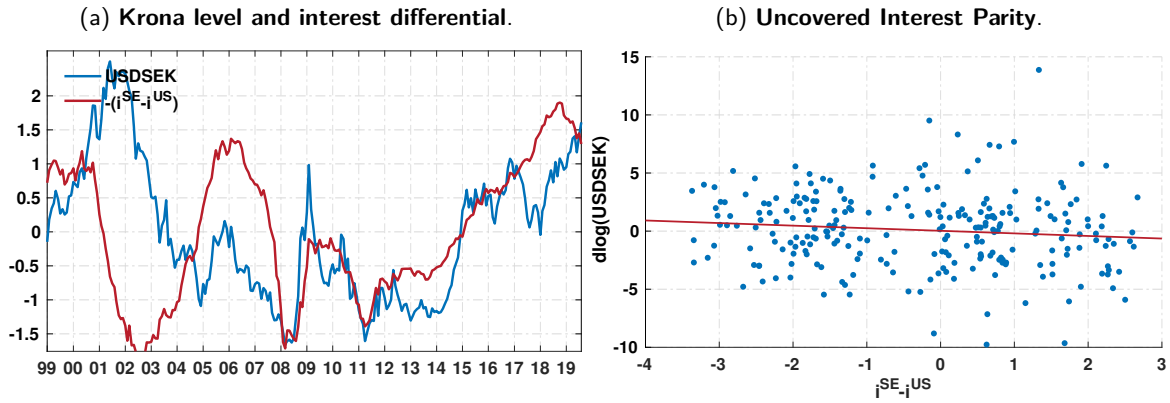 (a) Krona level and interest differential.
USDSEK
-(i^SE-i^US)
2
1.5
1
0.5
0
-0.5
-1
-1.5
99 00 01 02 03 04 05 06 07 08 09 10 11 12 13 14 15 16 17 18 19
(b) Uncovered Interest Parity.
dlog(USDSEK)
15
10
5
0
-5
-10
-4 -3 -2 -1 0 1 2 3
i^SE-i^US